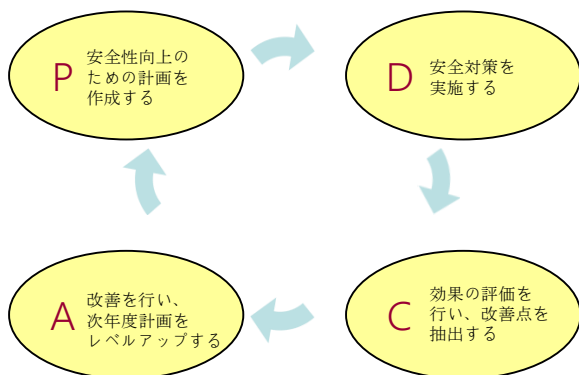 P
安全性向上の
ための計画を
作成する
D
安全対策を
実施する
A
改善を行い、
次年度計画を
レベルアップする
C
効果の評価を
行い、改善点を
抽出する